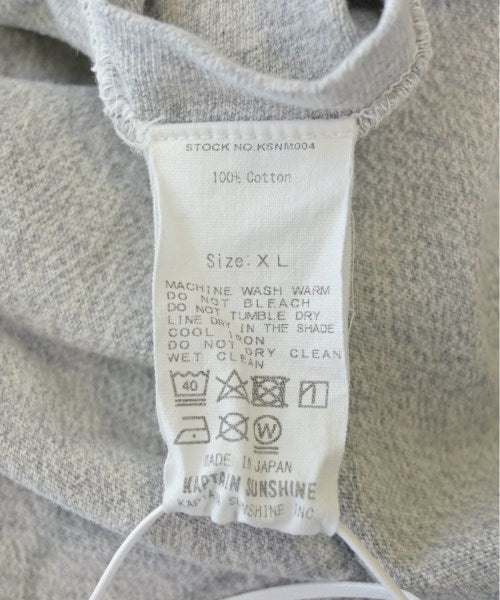 STOCK NO.KSNM004
100% Cotton
Size: XL
MACHINE WASH WARM
DO NOT BLEACH
DO NOT TUMBLE DRY
LINE DRY IN THE SHADE
COOL IRON
DO NOT DRY CLEAN
WET CLEAN
40
W
MADE IN JAPAN
KAPTAIN SUNSHINE
KAPTAIN SUNSHINE INC.